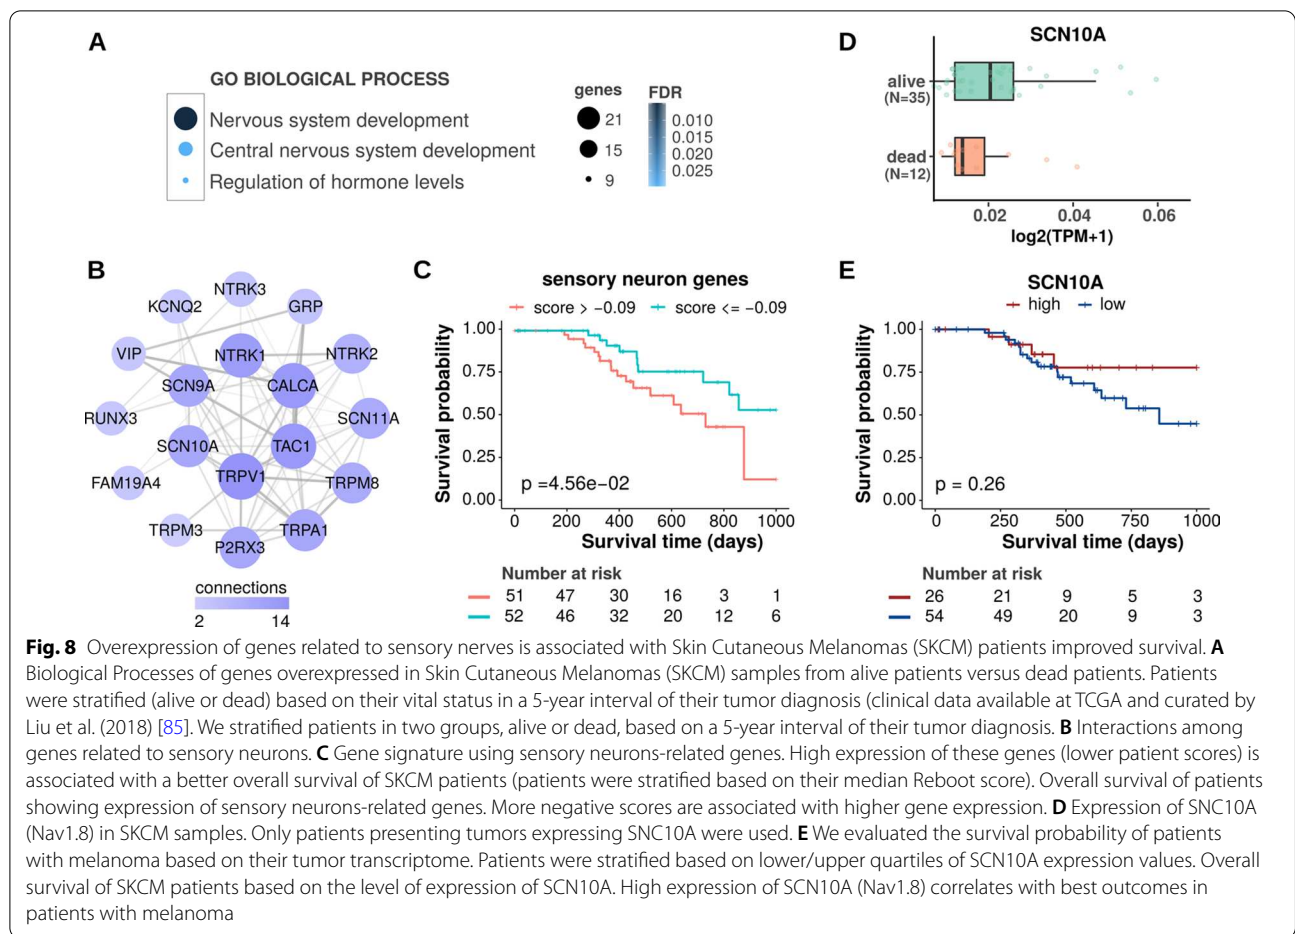 A
GO BIOLOGICAL PROCESS
Nervous system development
Central nervous system development
Regulation of hormone levels
genes
21
15
9
FDR
0.010
0.015
0.020
0.025
D
SCN10A
alive
(N=35)
dead
(N=12)
0.02 0.04 0.06
log2(TPM+1)
B
NTRK3
KCNQ2
GRP
VIP
NTRK1
NTRK2
SCN9A
CALCA
RUNX3
SCN11A
SCN10A
TAC1
FAM19A4
TRPV1
TRPM8
TRPM3
P2RX3
TRPA1
connections
2 14
C
sensory neuron genes
score > −0.09 score <= −0.09
Survival probability
1.00
0.75
0.50
0.25
0.00
p =4.56e−02
0 200 400 600 800 1000
Survival time (days)
Number at risk
51 47 30 16 3 1
52 46 32 20 12 6
E
SCN10A
high low
Survival probability
1.00
0.75
0.50
0.25
0.00
p = 0.26
0 250 500 750 1000
Survival time (days)
Number at risk
26 21 9 5 3
54 49 20 9 3
Fig. 8 Overexpression of genes related to sensory nerves is associated with Skin Cutaneous Melanomas (SKCM) patients improved survival. A
Biological Processes of genes overexpressed in Skin Cutaneous Melanomas (SKCM) samples from alive patients versus dead patients. Patients
were stratified (alive or dead) based on their vital status in a 5-year interval of their tumor diagnosis (clinical data available at TCGA and curated by
Liu et al. (2018) [85]. We stratified patients in two groups, alive or dead, based on a 5-year interval of their tumor diagnosis. B Interactions among
genes related to sensory neurons. C Gene signature using sensory neurons-related genes. High expression of these genes (lower patient scores) is
associated with a better overall survival of SKCM patients (patients were stratified based on their median Reboot score). Overall survival of patients
showing expression of sensory neurons-related genes. More negative scores are associated with higher gene expression. D Expression of SNC10A
(Nav1.8) in SKCM samples. Only patients presenting tumors expressing SNC10A were used. E We evaluated the survival probability of patients
with melanoma based on their tumor transcriptome. Patients were stratified based on lower/upper quartiles of SCN10A expression values. Overall
survival of SKCM patients based on the level of expression of SCN10A. High expression of SCN10A (Nav1.8) correlates with best outcomes in
patients with melanoma